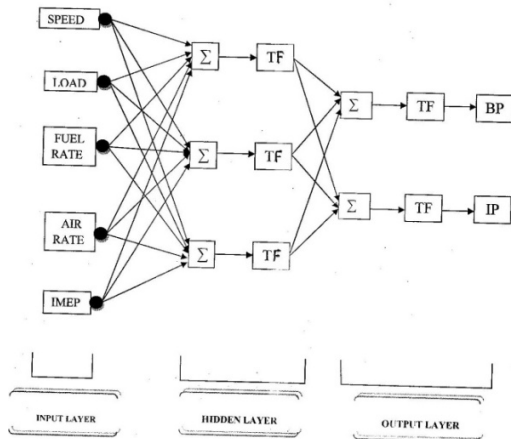 SPEED
LOAD
FUEL
RATE
AIR
RATE
IMEP
Σ
TF
Σ
TF
Σ
TF
Σ
TF
BP
Σ
TF
IP
INPUT LAYER
HIDDEN LAYER
OUTPUT LAYER